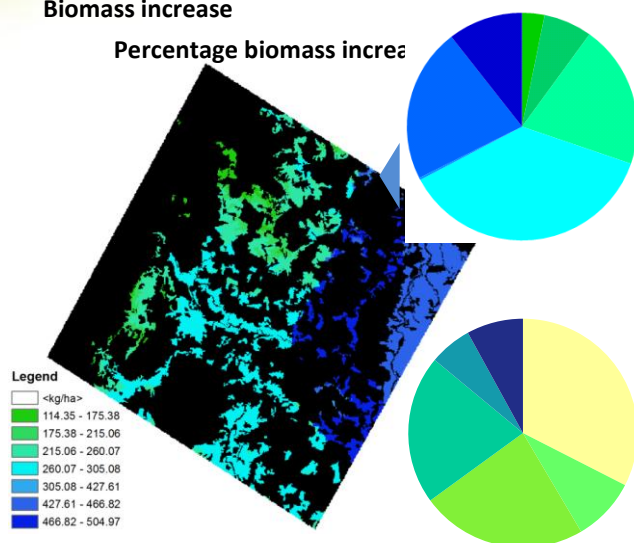 Biomass increase
Percentage biomass increa
Legend
<kg/ha>
114.35 - 175.38
175.38 - 215.06
215.06 - 260.07
260.07 - 305.08
305.08 - 427.61
427.61 - 466.82
466.82 - 504.97